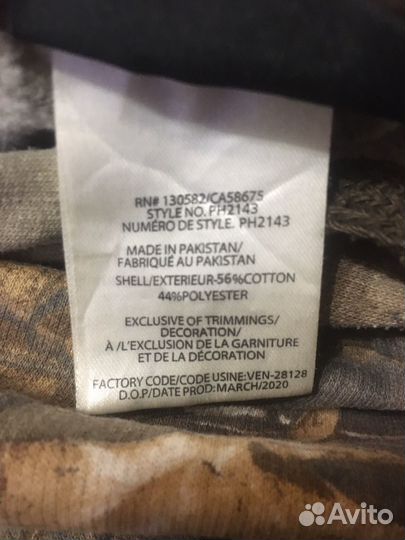 RN# 130582/CA58675
STYLE NO. PH2143
NUMÉRO DE STYLE. PH2143
MADE IN PAKISTAN/
FABRIQUÉ AU PAKISTAN
SHELL/EXTERIEUR-56%COTTON
44%POLYESTER
EXCLUSIVE OF TRIMMINGS/
DECORATION/
À /L'EXCLUSION DE LA GARNITURE
ET DE LA DÉCORATION
FACTORY CODE/CODE USINE:VEN-28128
D.O.P/DATE PROD:MARCH/2020
Avito